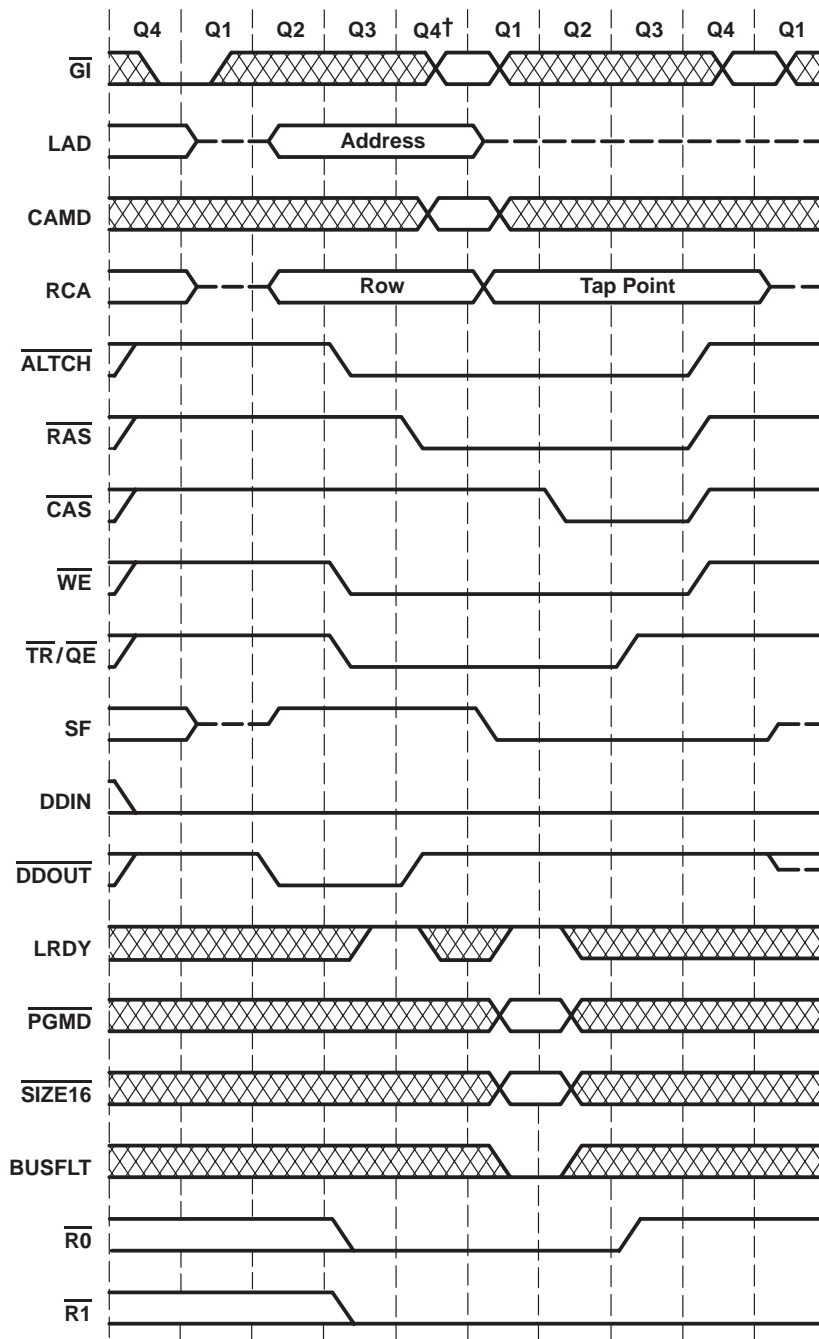 Q4 Q1 Q2 Q3 Q4† Q1 Q2 Q3 Q4 Q1
GI
LAD Address
CAMD
RCA Row Tap Point
ALTCH
RAS
CAS
WE
TR/QE
SF
DDIN
DDOUT
LRDY
PGMD
SIZE16
BUSFLT
R0
R1